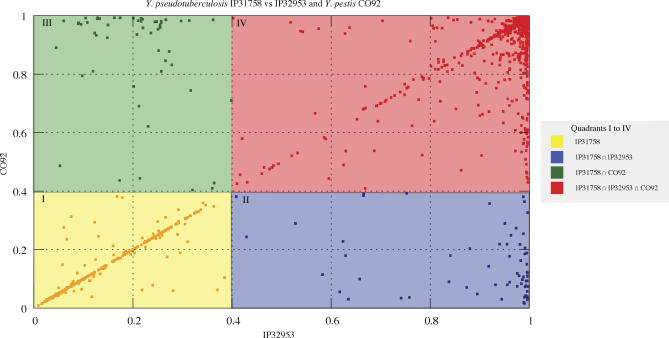 Y. pseudotuberculosis IP31758 vs IP32953 and Y. pestis CO92
1
III
IV
0.8
0.6
CO92
0.4
I
II
0.2
0
0
0.2
0.4
0.6
0.8
1
IP32953
Quadrants I to IV
IP31758
IP31758∩IP32953
IP31758∩CO92
IP31758∩IP32953∩CO92